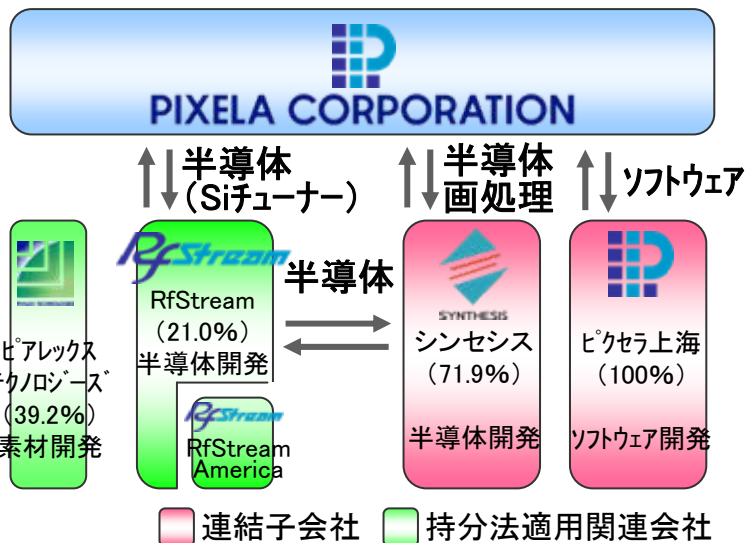 PIXELA CORPORATION
半導体
（Siチューナー）
半導体
画処理
ソフトウェア
ピアレックス
テクノロジーズ
（39.2%）
素材開発
RfStream
RfStream
（21.0%）
半導体開発
RfStream
RfStream
America
半導体
SYNTHESIS
シンセシス
（71.9%）
半導体開発
ピクセラ上海
（100%）
ソフトウェア開発
連結子会社
持分法適用関連会社